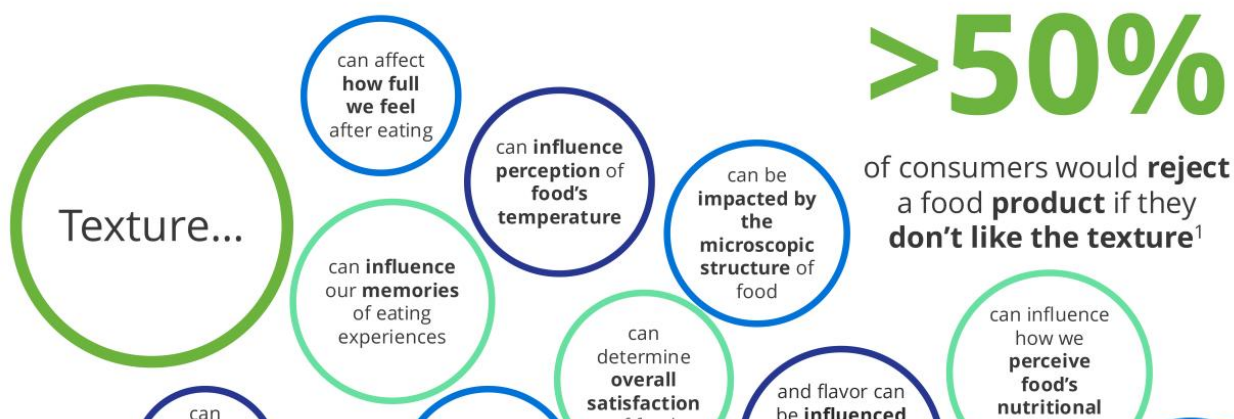 Texture...
can affect
how full
we feel
after eating
can influence
perception of
food's
temperature
can be
impacted by
the
microscopic
structure of
food
>50%
of consumers would reject
a food product if they
don't like the texture1
can influence
our memories
of eating
experiences
can
determine
overall
satisfaction
and flavor can
be influenced
can influence
how we
perceive
food's
nutritional
can